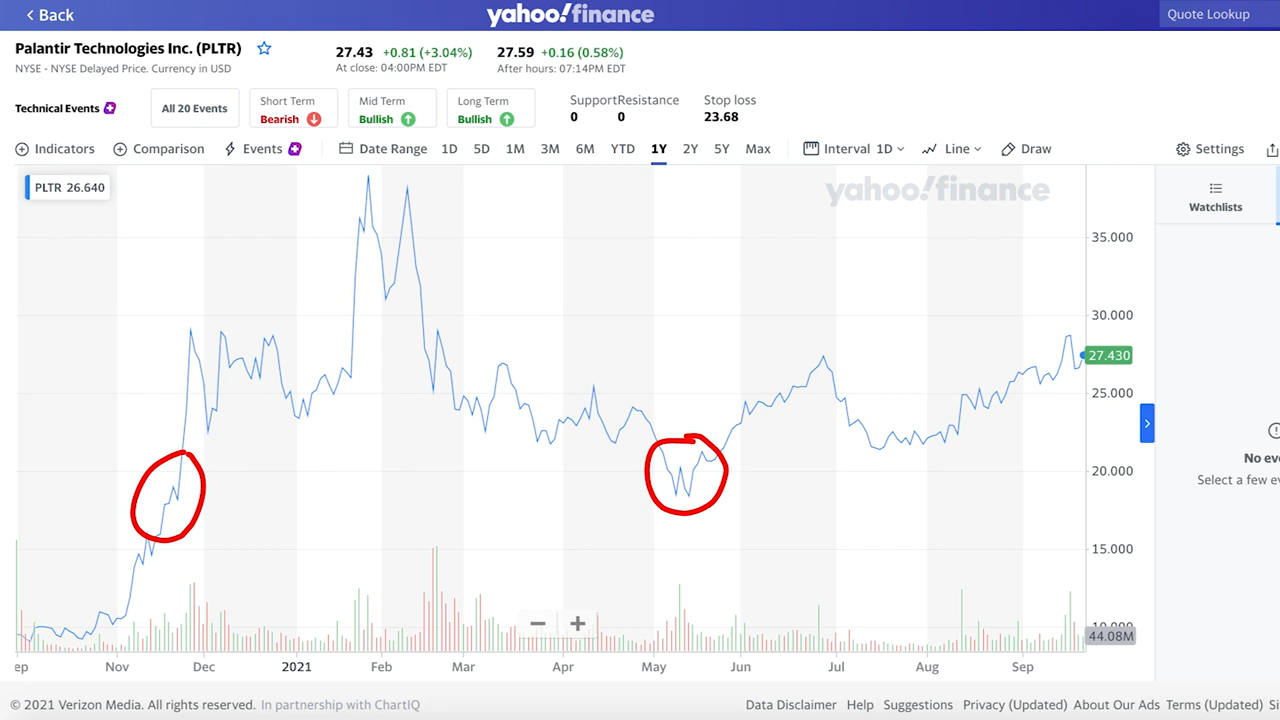 Back
yahoo!finance
Quote Lookup
Palantir Technologies Inc. (PLTR)
NYSE - NYSE Delayed Price. Currency in USD
27.43 +0.81 (+3.04%)
At close: 04:00PM EDT
27.59 +0.16 (0.58%)
After hours: 07:14PM EDT
Technical Events
All 20 Events
Short Term
Bearish
Mid Term
Bullish
Long Term
Bullish
SupportResistance
0 0
Stop loss
23.68
Indicators Comparison Events Date Range 1D 5D 1M 3M 6M YTD 1Y 2Y 5Y Max Interval 1D Line Draw Settings
PLTR 26.640
yahoo!finance
Watchlists
35.000
30.000
27.430
25.000
20.000
15.000
10.000
44.08M
No eve
Select a few e
ep Nov Dec 2021 Feb Mar Apr May Jun Jul Aug Sep
© 2021 Verizon Media. All rights reserved. In partnership with ChartIQ
Data Disclaimer Help Suggestions Privacy (Updated) About Our Ads Terms (Updated) Si